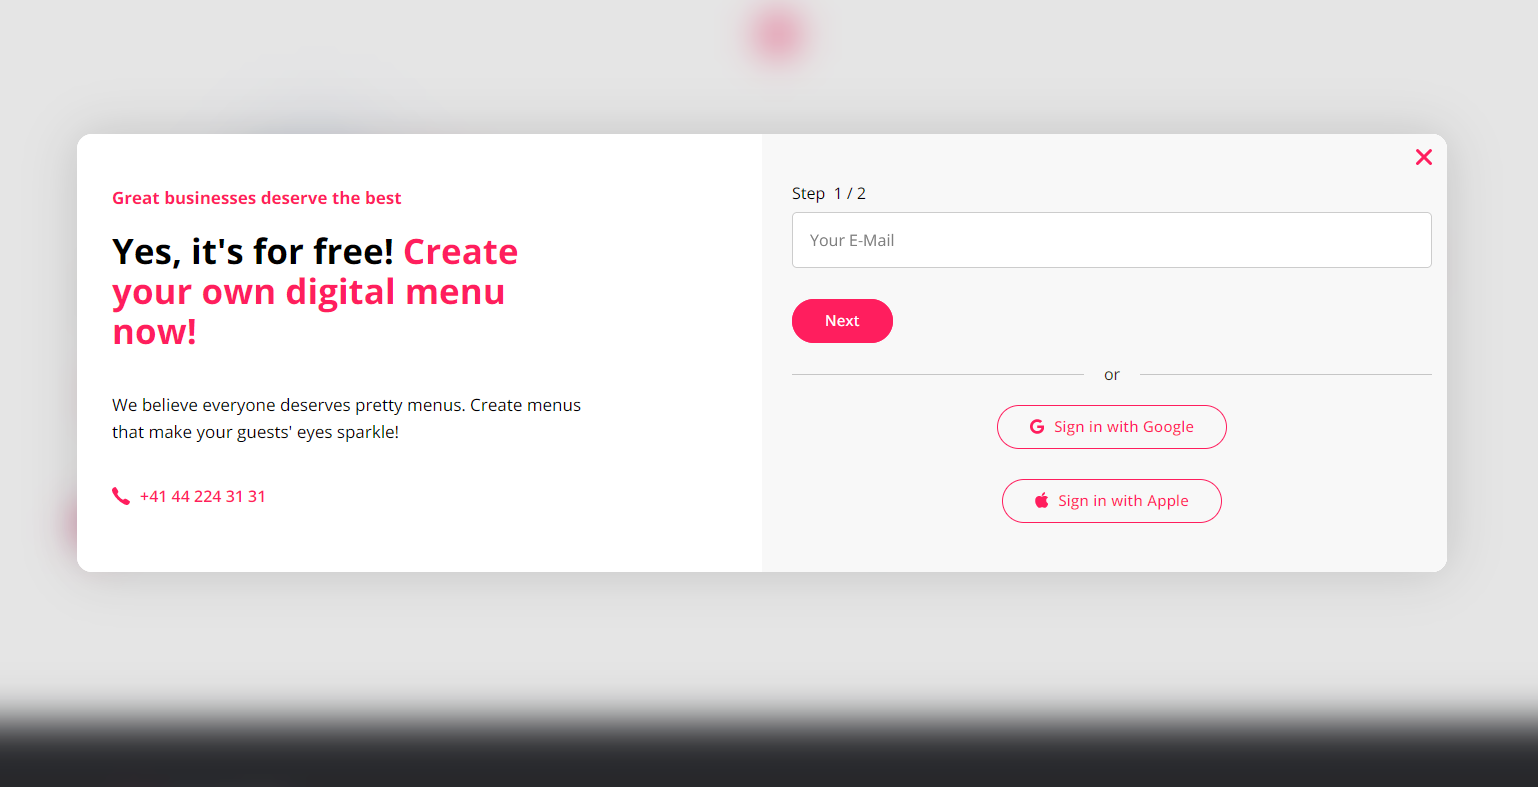 Great businesses deserve the best
Yes, it's for free! Create
your own digital menu
now!
We believe everyone deserves pretty menus. Create menus
that make your guests' eyes sparkle!
+41 44 224 31 31
Step 1 / 2
Your E-Mail
Next
or
Sign in with Google
Sign in with Apple